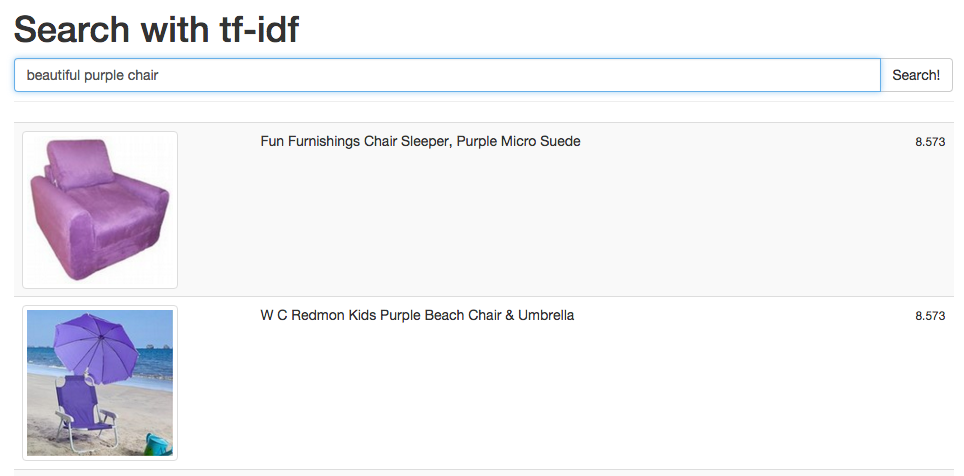 Search with tf-idf
beautiful purple chair
Search!
Fun Furnishings Chair Sleeper, Purple Micro Suede
8.573
W C Redmon Kids Purple Beach Chair & Umbrella
8.573